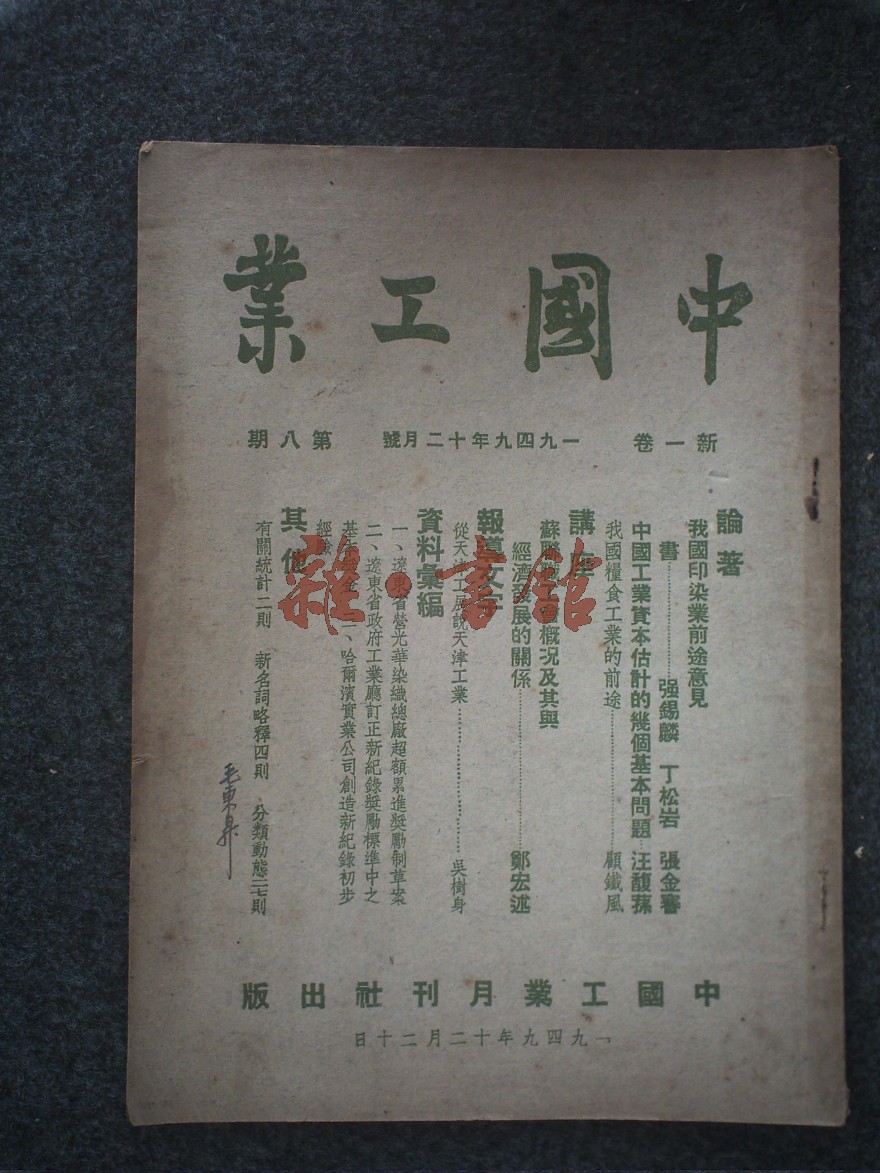 中國工業
新一卷 一九四九年十二月號 第八期
論著
我國印染業前途意見
書……强錫麟 丁松岩 張金審
中國工業資本估計的幾個基本問題…汪馥蓀
我國糧食工業的前途……顧鐵風
講座
蘇聯 概況及其與
經濟發展的關係……鄭宏述
報導文字
從天津工展說天津工業……吳樹身
資料彙編
一、遼東省營光華染織總廠超額累進獎勵制草案
二、遼東省政府工業廳訂正新紀錄獎勵標準中之
基 三、哈爾濱實業公司創造新紀錄初步
經驗
其他
有關統計二則 新名詞略釋四則 分類動態二七則
雜·書館
中國工業月刊社出版
一九四九年十二月二十日